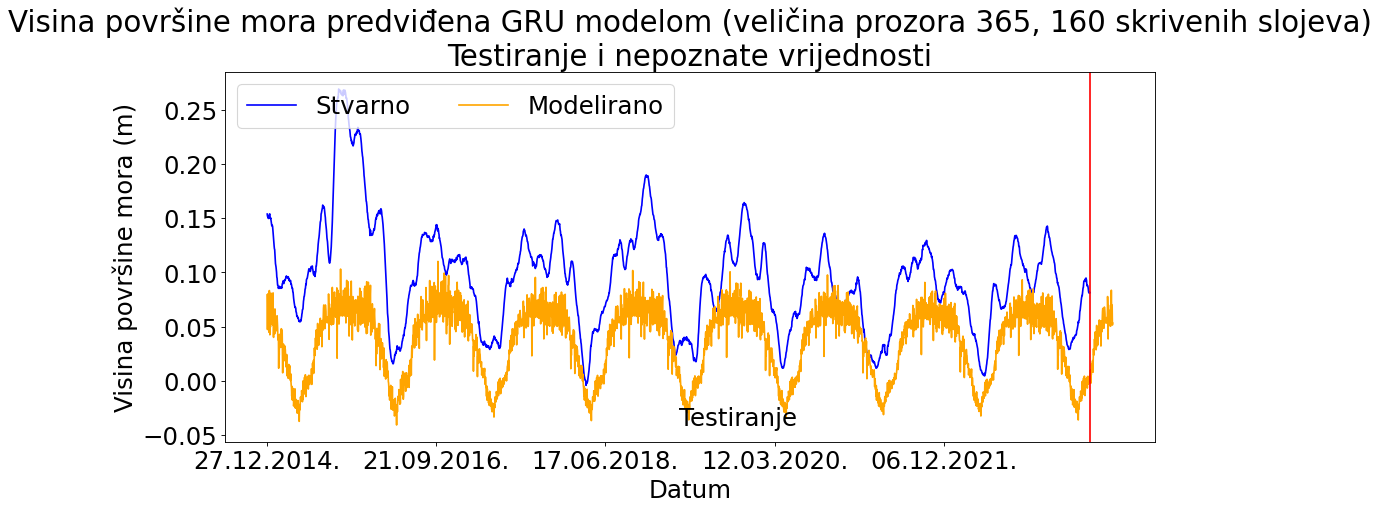 Visina površine mora predviđena GRU modelom (veličina prozora 365, 160 skrivenih slojeva)
Testiranje i nepoznate vrijednosti
Stvarno Modelirano
Visina površine mora (m)
0.25
0.20
0.15
0.10
0.05
0.00
−0.05
Testiranje
27.12.2014. 21.09.2016. 17.06.2018. 12.03.2020. 06.12.2021.
Datum